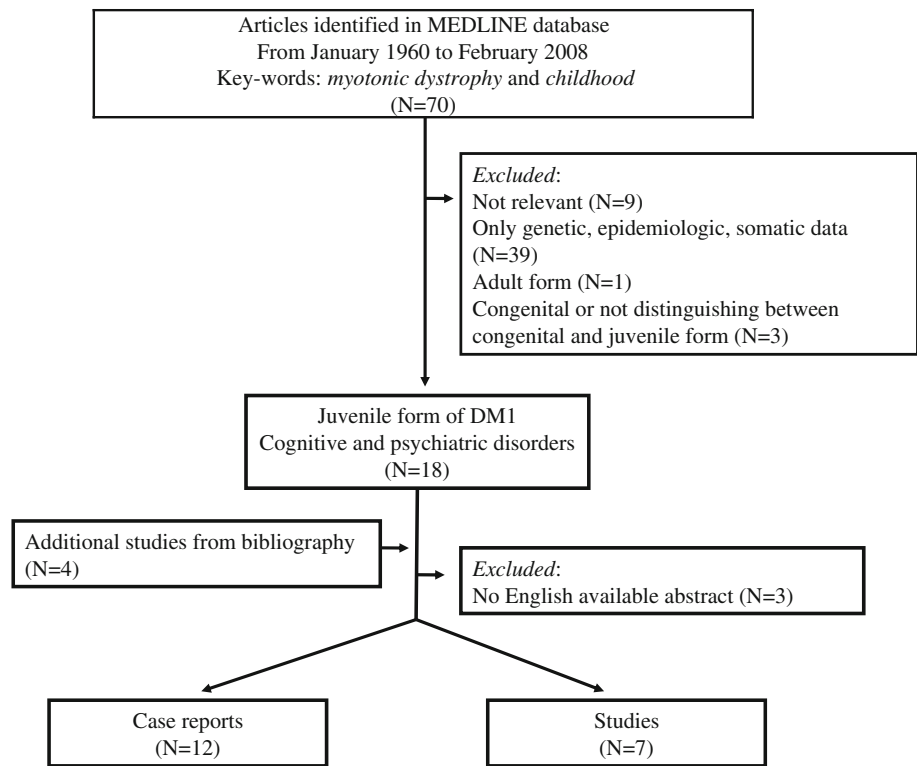 Articles identified in MEDLINE database
From January 1960 to February 2008
Key-words: myotonic dystrophy and childhood
(N=70)
Excluded:
Not relevant (N=9)
Only genetic, epidemiologic, somatic data
(N=39)
Adult form (N=1)
Congenital or not distinguishing between
congenital and juvenile form (N=3)
Juvenile form of DM1
Cognitive and psychiatric disorders
(N=18)
Additional studies from bibliography
(N=4)
Excluded:
No English available abstract (N=3)
Case reports
(N=12)
Studies
(N=7)